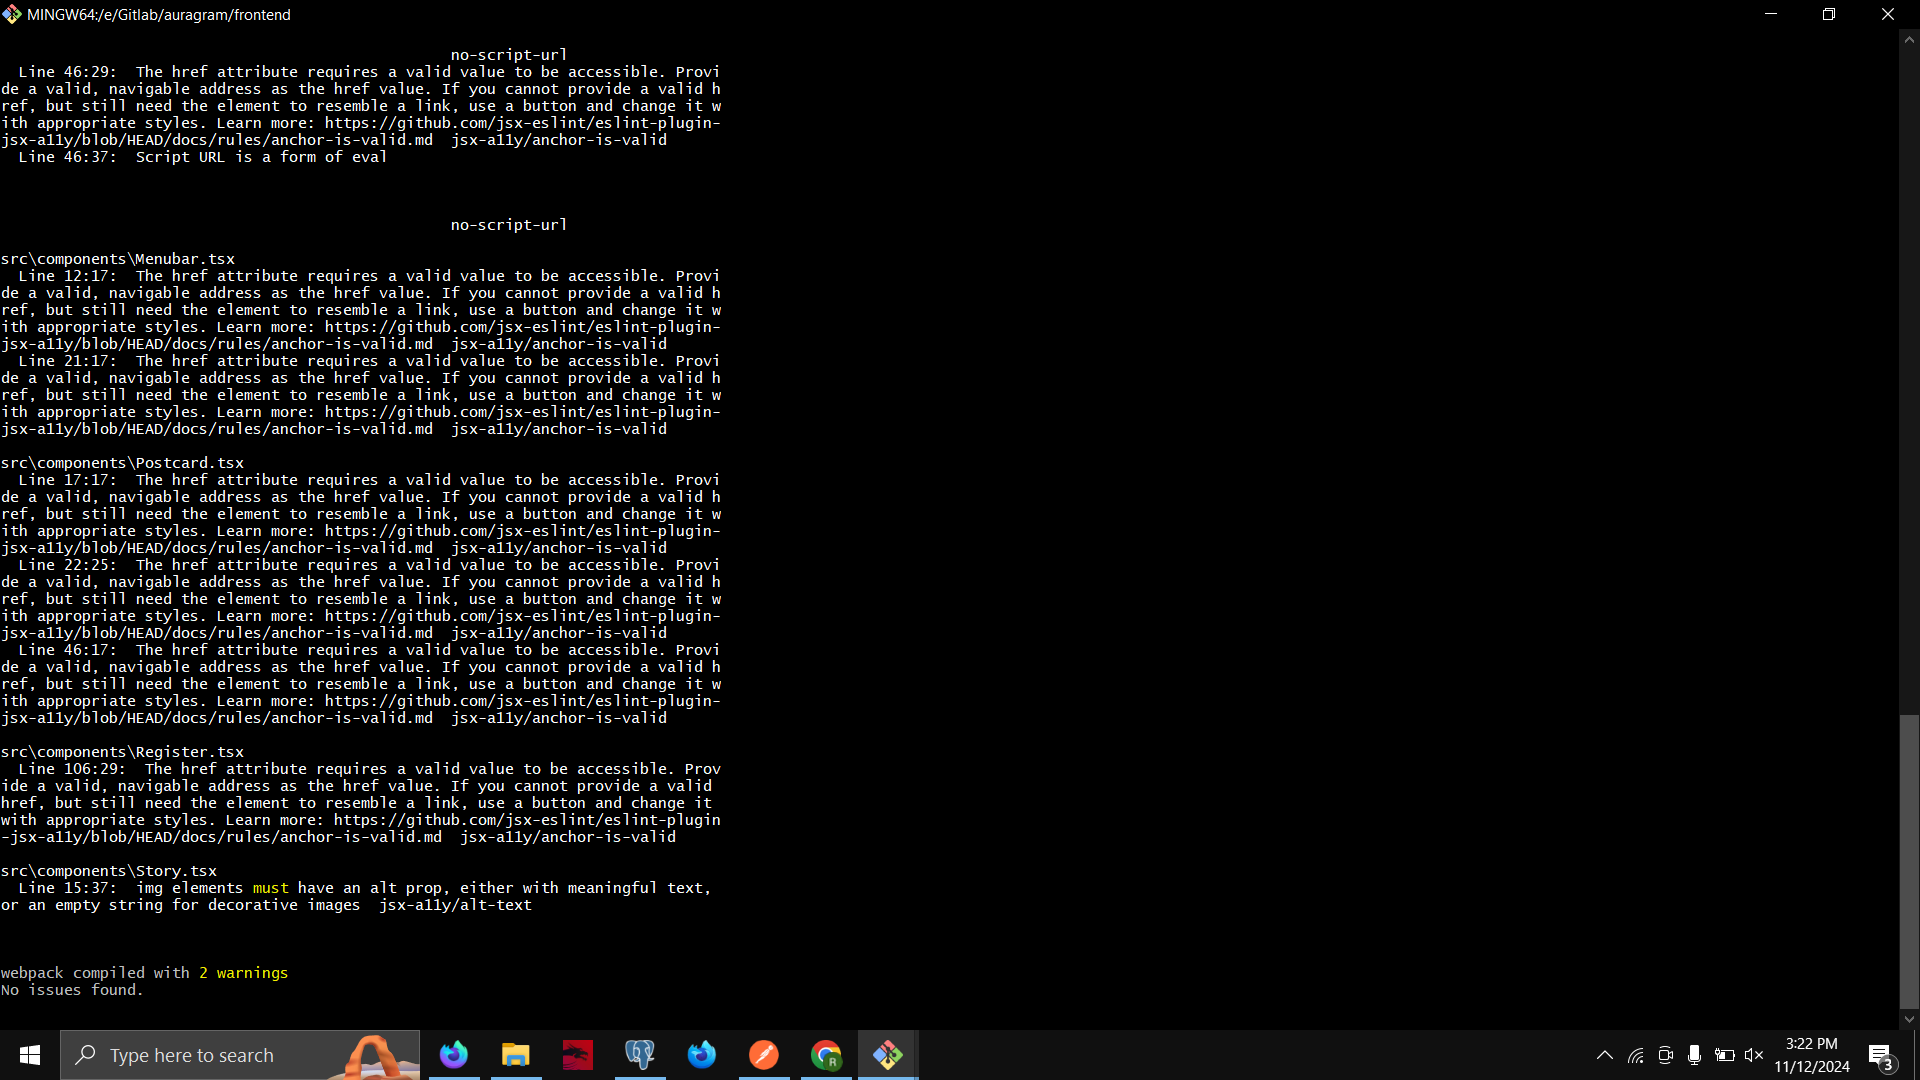 MINGW64:/e/Gitlab/auragram/frontend
no-script-url
Line 46:29:  The href attribute requires a valid value to be accessible. Provi
de a valid, navigable address as the href value. If you cannot provide a valid h
ref, but still need the element to resemble a link, use a button and change it w
ith appropriate styles. Learn more: https://github.com/jsx-eslint/eslint-plugin-
jsx-a11y/blob/HEAD/docs/rules/anchor-is-valid.md  jsx-a11y/anchor-is-valid
Line 46:37:  Script URL is a form of eval
no-script-url
src\components\Menubar.tsx
Line 12:17:  The href attribute requires a valid value to be accessible. Provi
de a valid, navigable address as the href value. If you cannot provide a valid h
ref, but still need the element to resemble a link, use a button and change it w
ith appropriate styles. Learn more: https://github.com/jsx-eslint/eslint-plugin-
jsx-a11y/blob/HEAD/docs/rules/anchor-is-valid.md  jsx-a11y/anchor-is-valid
Line 21:17:  The href attribute requires a valid value to be accessible. Provi
de a valid, navigable address as the href value. If you cannot provide a valid h
ref, but still need the element to resemble a link, use a button and change it w
ith appropriate styles. Learn more: https://github.com/jsx-eslint/eslint-plugin-
jsx-a11y/blob/HEAD/docs/rules/anchor-is-valid.md  jsx-a11y/anchor-is-valid
src\components\Postcard.tsx
Line 17:17:  The href attribute requires a valid value to be accessible. Provi
de a valid, navigable address as the href value. If you cannot provide a valid h
ref, but still need the element to resemble a link, use a button and change it w
ith appropriate styles. Learn more: https://github.com/jsx-eslint/eslint-plugin-
jsx-a11y/blob/HEAD/docs/rules/anchor-is-valid.md  jsx-a11y/anchor-is-valid
Line 22:25:  The href attribute requires a valid value to be accessible. Provi
de a valid, navigable address as the href value. If you cannot provide a valid h
ref, but still need the element to resemble a link, use a button and change it w
ith appropriate styles. Learn more: https://github.com/jsx-eslint/eslint-plugin-
jsx-a11y/blob/HEAD/docs/rules/anchor-is-valid.md  jsx-a11y/anchor-is-valid
Line 46:17:  The href attribute requires a valid value to be accessible. Provi
de a valid, navigable address as the href value. If you cannot provide a valid h
ref, but still need the element to resemble a link, use a button and change it w
ith appropriate styles. Learn more: https://github.com/jsx-eslint/eslint-plugin-
jsx-a11y/blob/HEAD/docs/rules/anchor-is-valid.md  jsx-a11y/anchor-is-valid
src\components\Register.tsx
Line 106:29:  The href attribute requires a valid value to be accessible. Prov
ide a valid, navigable address as the href value. If you cannot provide a valid
href, but still need the element to resemble a link, use a button and change it
with appropriate styles. Learn more: https://github.com/jsx-eslint/eslint-plugin
-jsx-a11y/blob/HEAD/docs/rules/anchor-is-valid.md  jsx-a11y/anchor-is-valid
src\components\Story.tsx
Line 15:37:  img elements must have an alt prop, either with meaningful text,
or an empty string for decorative images  jsx-a11y/alt-text
webpack compiled with 2 warnings
No issues found.
Type here to search
R
3:22 PM
11/12/2024
3